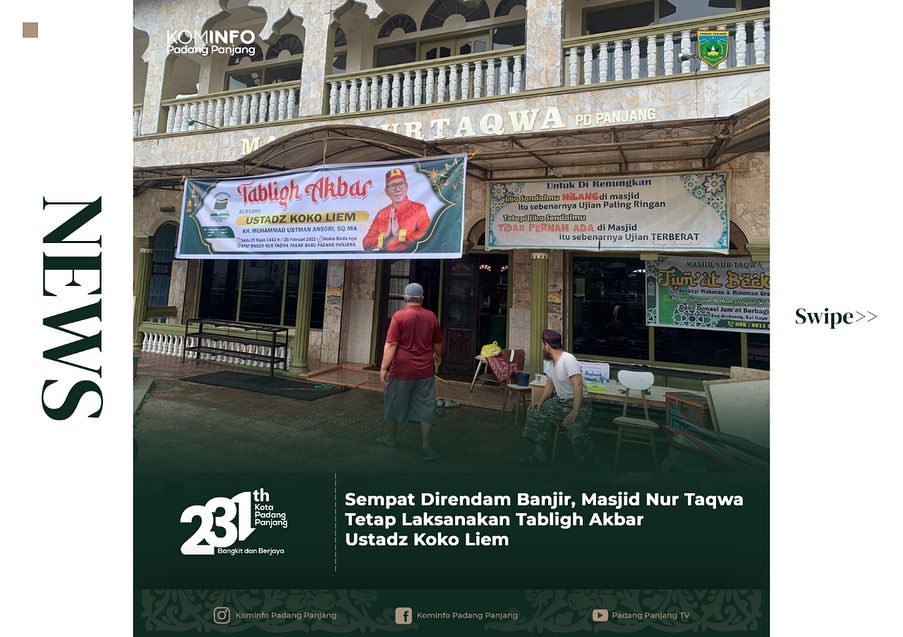 NEWS
KOMINFO
Padang Panjang
NUR TAQWA PD PANJANG
Tabligh Akbar
BERSAMA
USTADZ KOKO LIEM
KH. MUHAMMAD USTMAN ANSORI, SQ.MA
Untuk Di Renungkan
Jika Sandalmu HILANG di masjid
itu sebenarnya Ujian Paling Ringan
Tetapi Jika Sendalmu
TIDAK PERNAH ADA di Masjid
itu sebenarnya Ujian TERBERAT
MASJID NUR-TAQWA
Jum'at
Swipe>>
231th
Kota
Padang
Panjang
Bangkit dan Berjaya
Sempat Direndam Banjir, Masjid Nur Taqwa
Tetap Laksanakan Tabligh Akbar
Ustadz Koko Liem
Kominfo Padang Panjang
Kominfo Padang Panjang
Padang Panjang TV